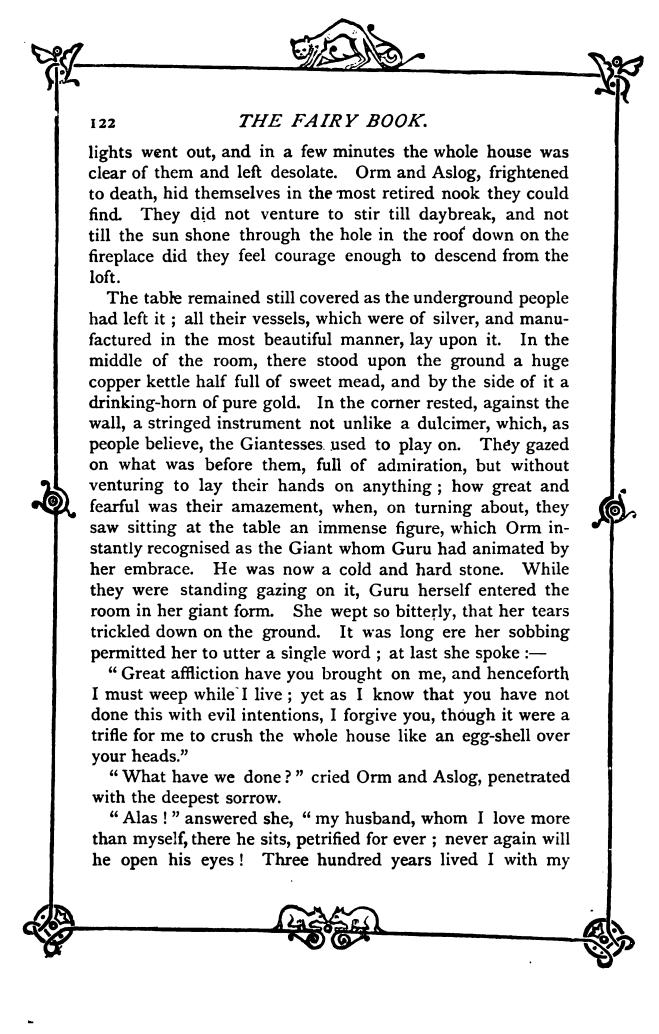 122 THE FAIRY BOOK.
lights went out, and in a few minutes the whole house was
clear of them and left desolate. Orm and Aslog, frightened
to death, hid themselves in the most retired nook they could
find. They did not venture to stir till daybreak, and not
till the sun shone through the hole in the roof down on the
fireplace did they feel courage enough to descend from the
loft.
The table remained still covered as the underground people
had left it ; all their vessels, which were of silver, and manu-
factured in the most beautiful manner, lay upon it. In the
middle of the room, there stood upon the ground a huge
copper kettle half full of sweet mead, and by the side of it a
drinking-horn of pure gold. In the corner rested, against the
wall, a stringed instrument not unlike a dulcimer, which, as
people believe, the Giantesses used to play on. They gazed
on what was before them, full of admiration, but without
venturing to lay their hands on anything ; how great and
fearful was their amazement, when, on turning about, they
saw sitting at the table an immense figure, which Orm in-
stantly recognised as the Giant whom Guru had animated by
her embrace. He was now a cold and hard stone. While
they were standing gazing on it, Guru herself entered the
room in her giant form. She wept so bitterly, that her tears
trickled down on the ground. It was long ere her sobbing
permitted her to utter a single word ; at last she spoke :—
“ Great affliction have you brought on me, and henceforth
I must weep while I live ; yet as I know that you have not
done this with evil intentions, I forgive you, though it were a
trifle for me to crush the whole house like an egg-shell over
your heads.”
“ What have we done ? ” cried Orm and Aslog, penetrated
with the deepest sorrow.
“ Alas ! ” answered she, “ my husband, whom I love more
than myself, there he sits, petrified for ever ; never again will
he open his eyes ! Three hundred years lived I with my